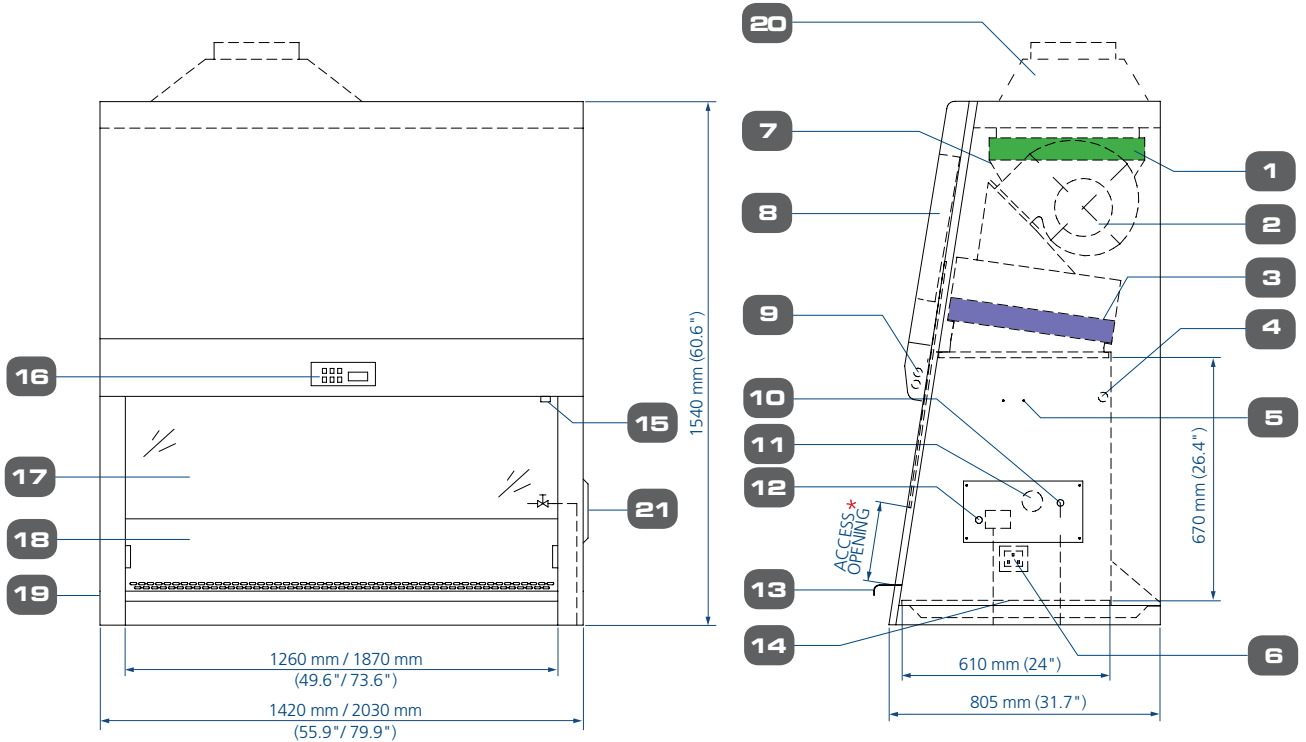 20
7
1
8
2
3
9
4
16
1540 mm (60.6")
10
15
5
11
670 mm (26.4")
17
12
21
ACCESS*
OPENING
18
13
19
14
6
1260 mm / 1870 mm
(49.6"/ 73.6")
610 mm (24")
1420 mm / 2030 mm
(55.9"/ 79.9")
805 mm (31.7")